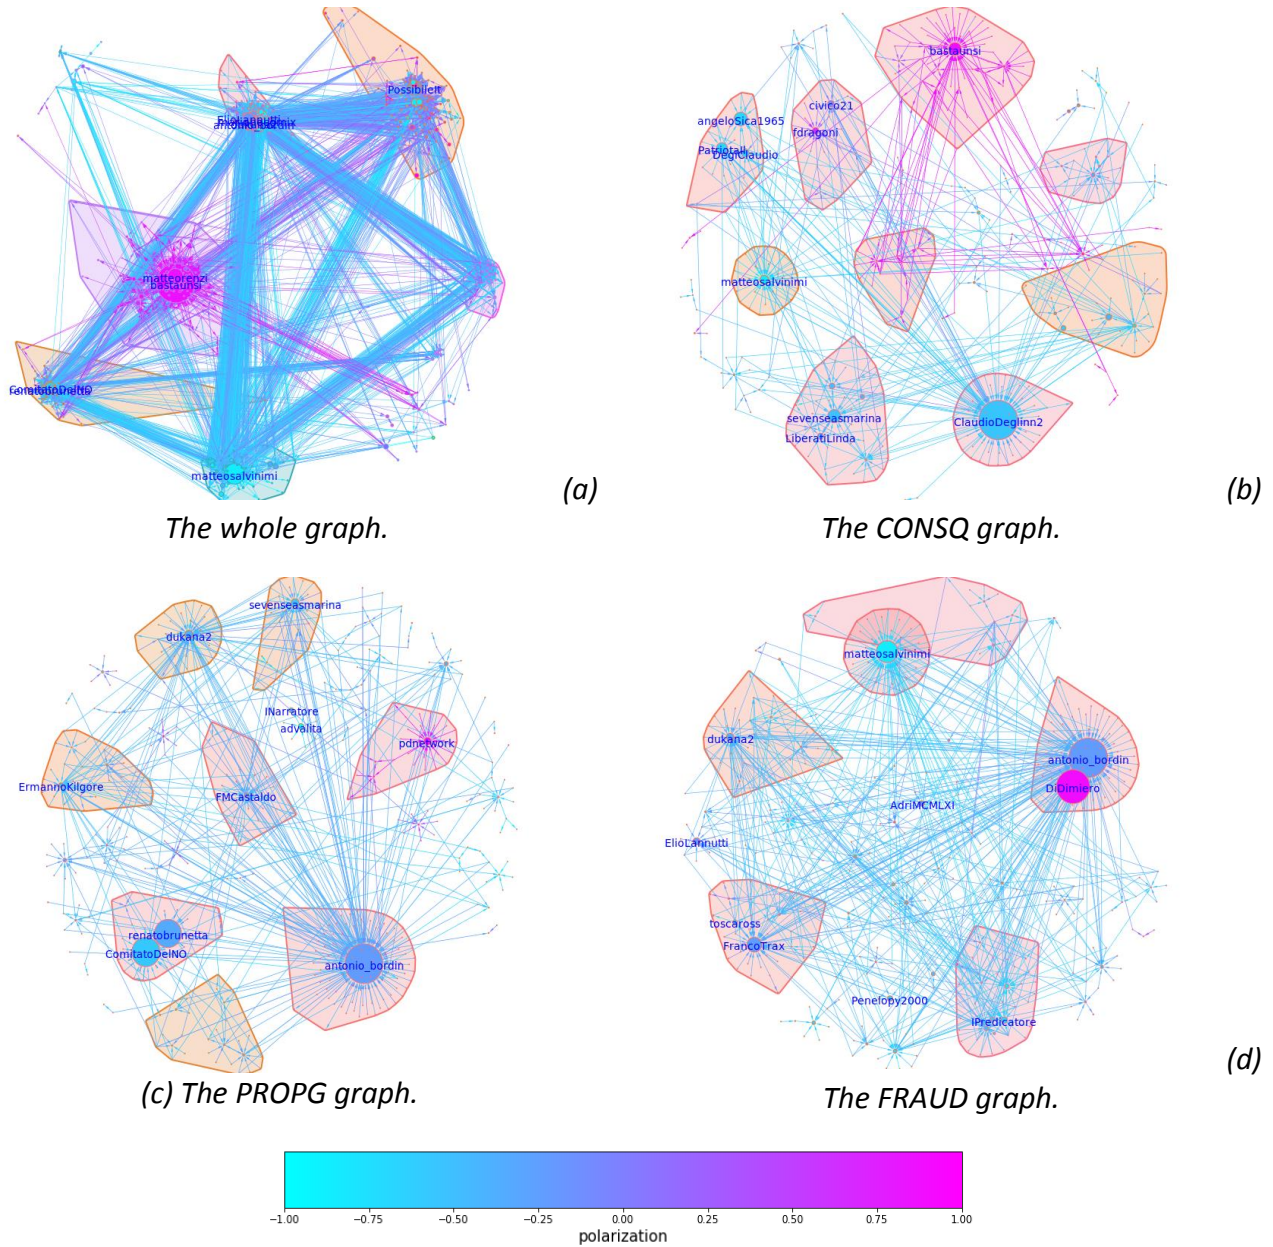 PossibileIt
matteorenzi
bastaunsi
ComitatoDelNO
renatobrunetta
matteosalvinimi
(a)
The whole graph.
bastaunsi
civico21
angeloSica1965
fdragoni
DegiClaudio
matteosalvinimi
sevenseasmarina
LiberatiLinda
ClaudioDeglinn2
(b)
The CONSQ graph.
sevenseasmarina
dukana2
INarratore
advalita
pdnetwork
ErmannoKilgore
FMCastaldo
renatobrunetta
ComitatoDelNO
antonio_bordin
(c) The PROPG graph.
matteosalvinimi
dukana2
antonio_bordin
DiDimiero
AdriMCMLXI
ElioLannutti
toscaross
FrancoTrax
Penelopy2000
IPredicatore
(d)
The FRAUD graph.
−1.00 −0.75 −0.50 −0.25 0.00 0.25 0.50 0.75 1.00
polarization